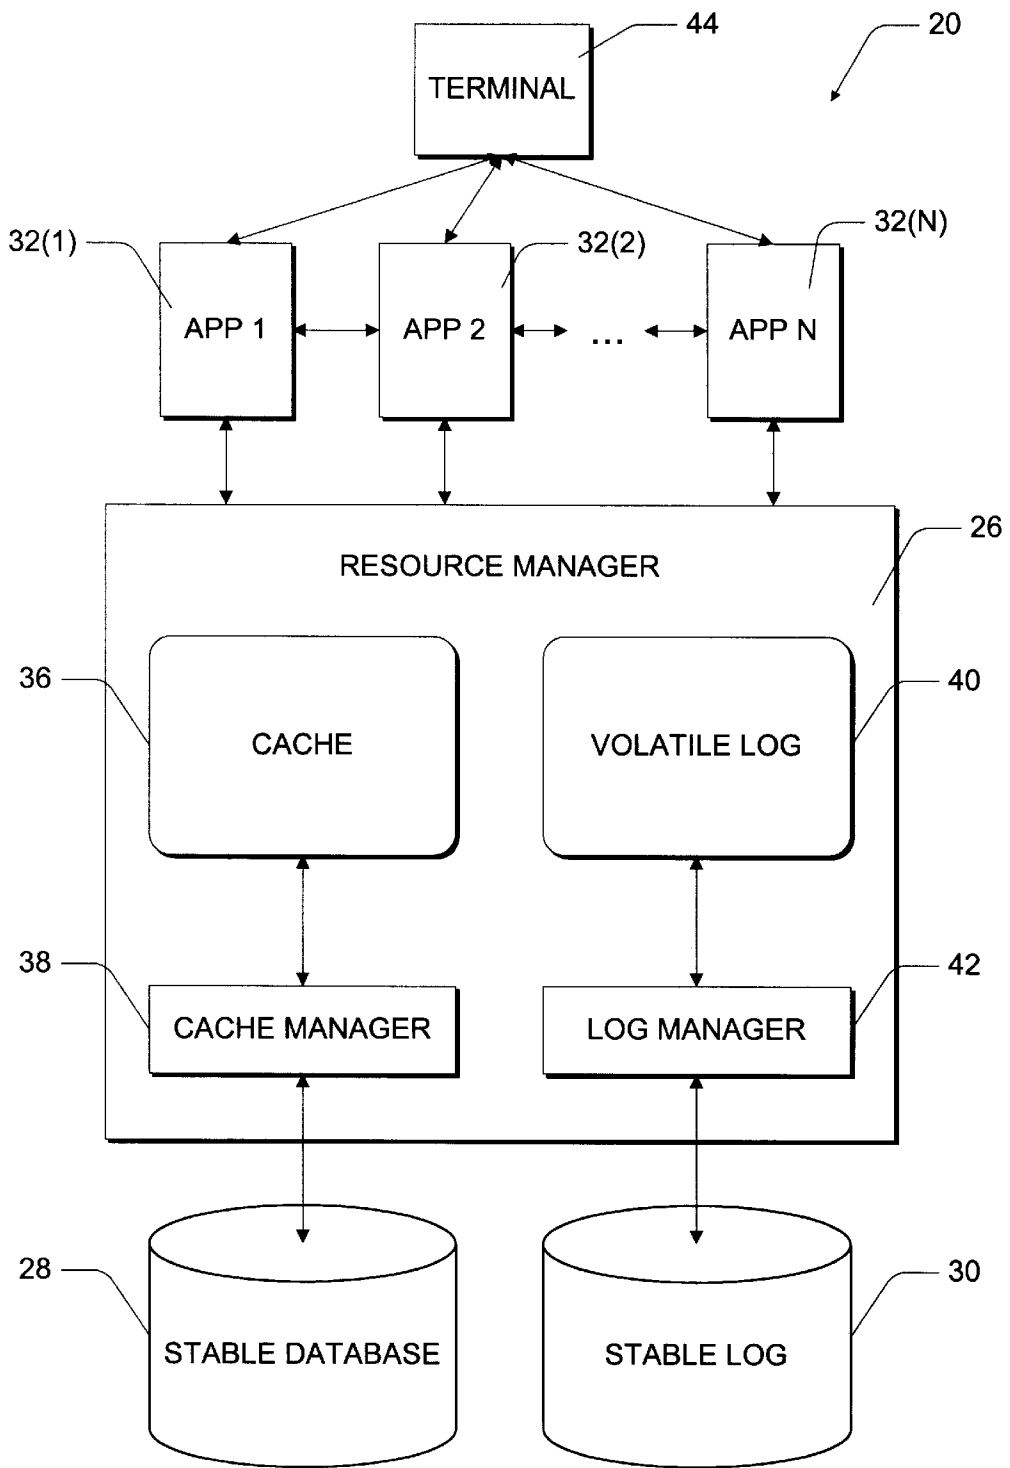 44
20
TERMINAL
32(1)
32(2)
32(N)
APP 1
APP 2
...
APP N
26
RESOURCE MANAGER
36
40
CACHE
VOLATILE LOG
38
42
CACHE MANAGER
LOG MANAGER
28
30
STABLE DATABASE
STABLE LOG